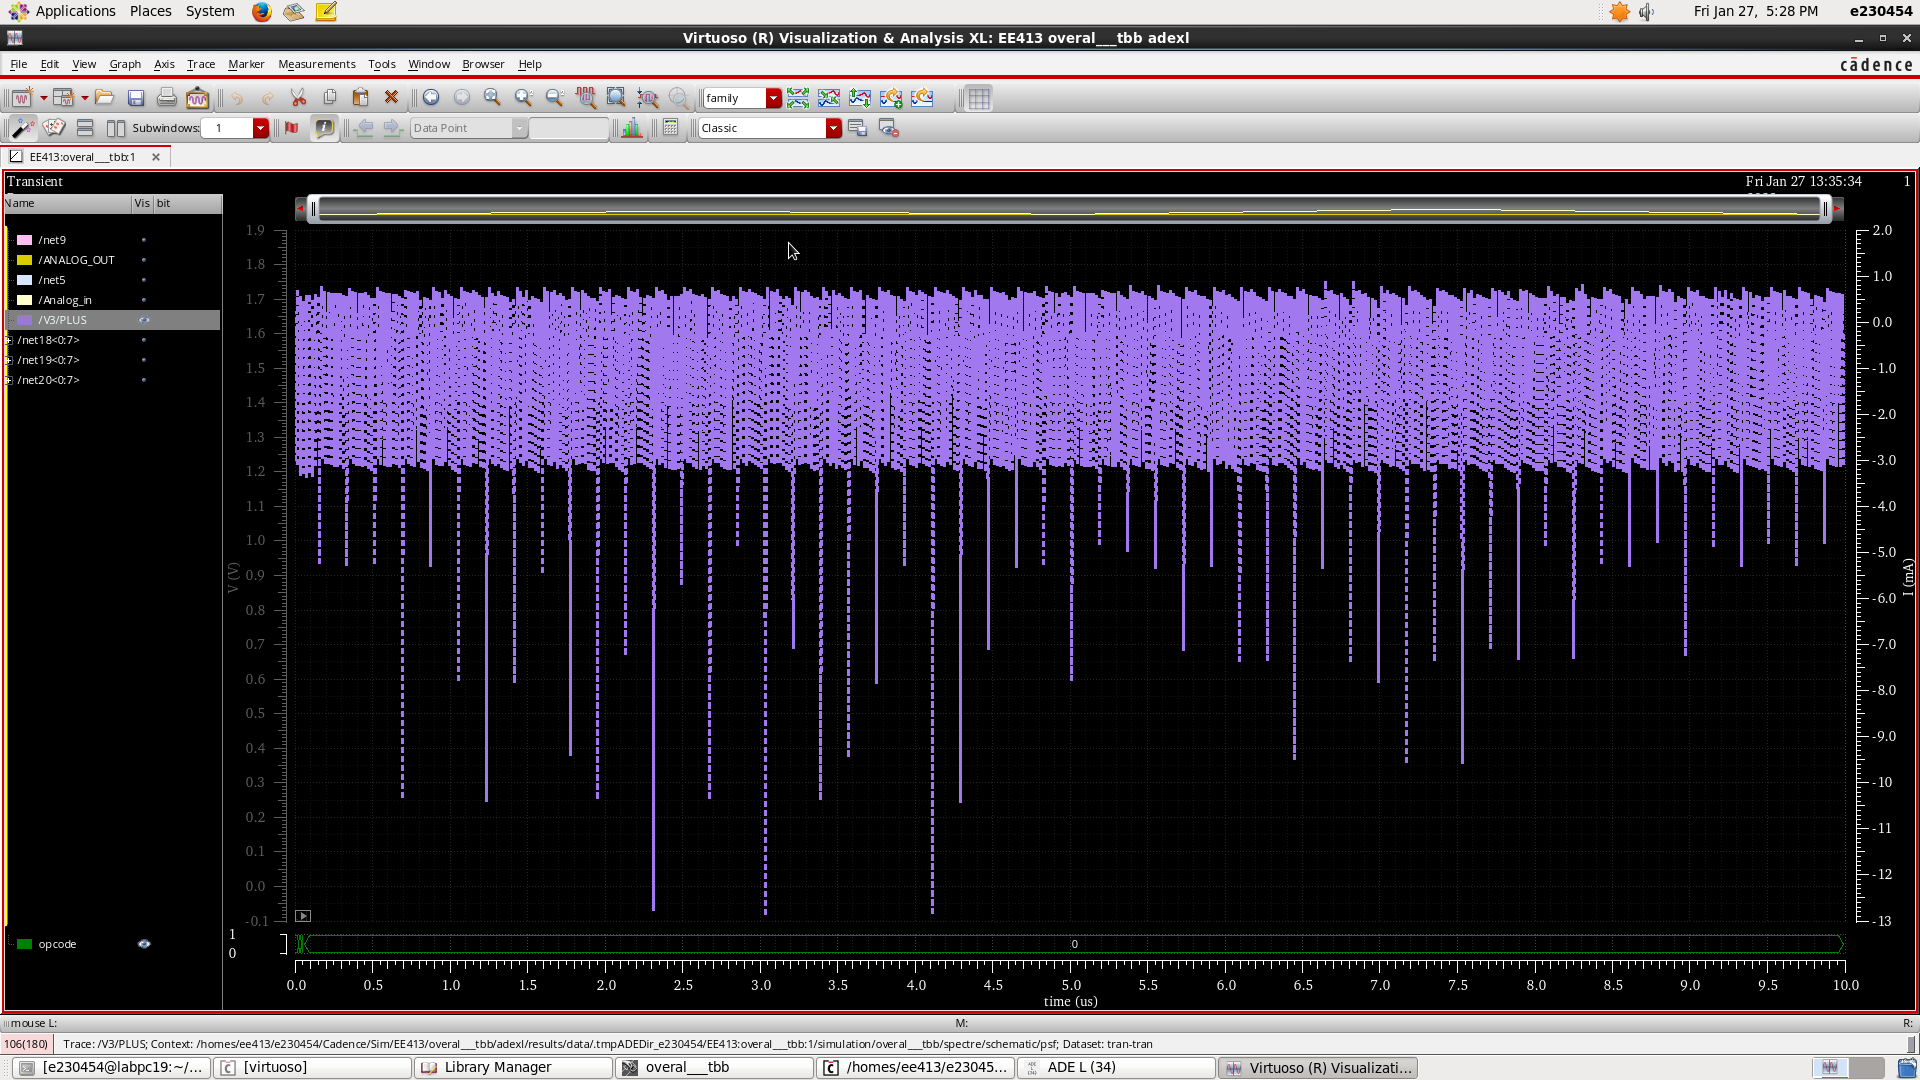 Applications Places System Fri Jan 27, 5:28 PM e230454
Virtuoso (R) Visualization & Analysis XL: EE413 overal___tbb adexl
File Edit View Graph Axis Trace Marker Measurements Tools Window Browser Help cādence
family
Subwindows: 1 Data Point Classic
EE413:overal___tbb:1
Transient Fri Jan 27 13:35:34 1
Name Vis bit
/net9
/ANALOG_OUT
/net5
/Analog_in
/V3/PLUS
/net18<0:7>
/net19<0:7>
/net20<0:7>
opcode
V (V)
1.9
1.8
1.7
1.6
1.5
1.4
1.3
1.2
1.1
1.0
0.9
0.8
0.7
0.6
0.5
0.4
0.3
0.2
0.1
0.0
-0.1
1
0
0
2.0
1.0
0.0
-1.0
-2.0
-3.0
-4.0
-5.0
-6.0
-7.0
-8.0
-9.0
-10
-11
-12
-13
I (mA)
0.0 0.5 1.0 1.5 2.0 2.5 3.0 3.5 4.0 4.5 5.0 5.5 6.0 6.5 7.0 7.5 8.0 8.5 9.0 9.5 10.0
time (us)
mouse L: M: R:
106(180) Trace: /V3/PLUS; Context: /homes/ee413/e230454/Cadence/Sim/EE413/overal___tbb/adexl/results/data/.tmpADEDir_e230454/EE413:overal___tbb:1/simulation/overal___tbb/spectre/schematic/psf; Dataset: tran-tran
[e230454@labpc19:~/... [virtuoso] Library Manager overal___tbb /homes/ee413/e23045... ADE L (34) Virtuoso (R) Visualizati...